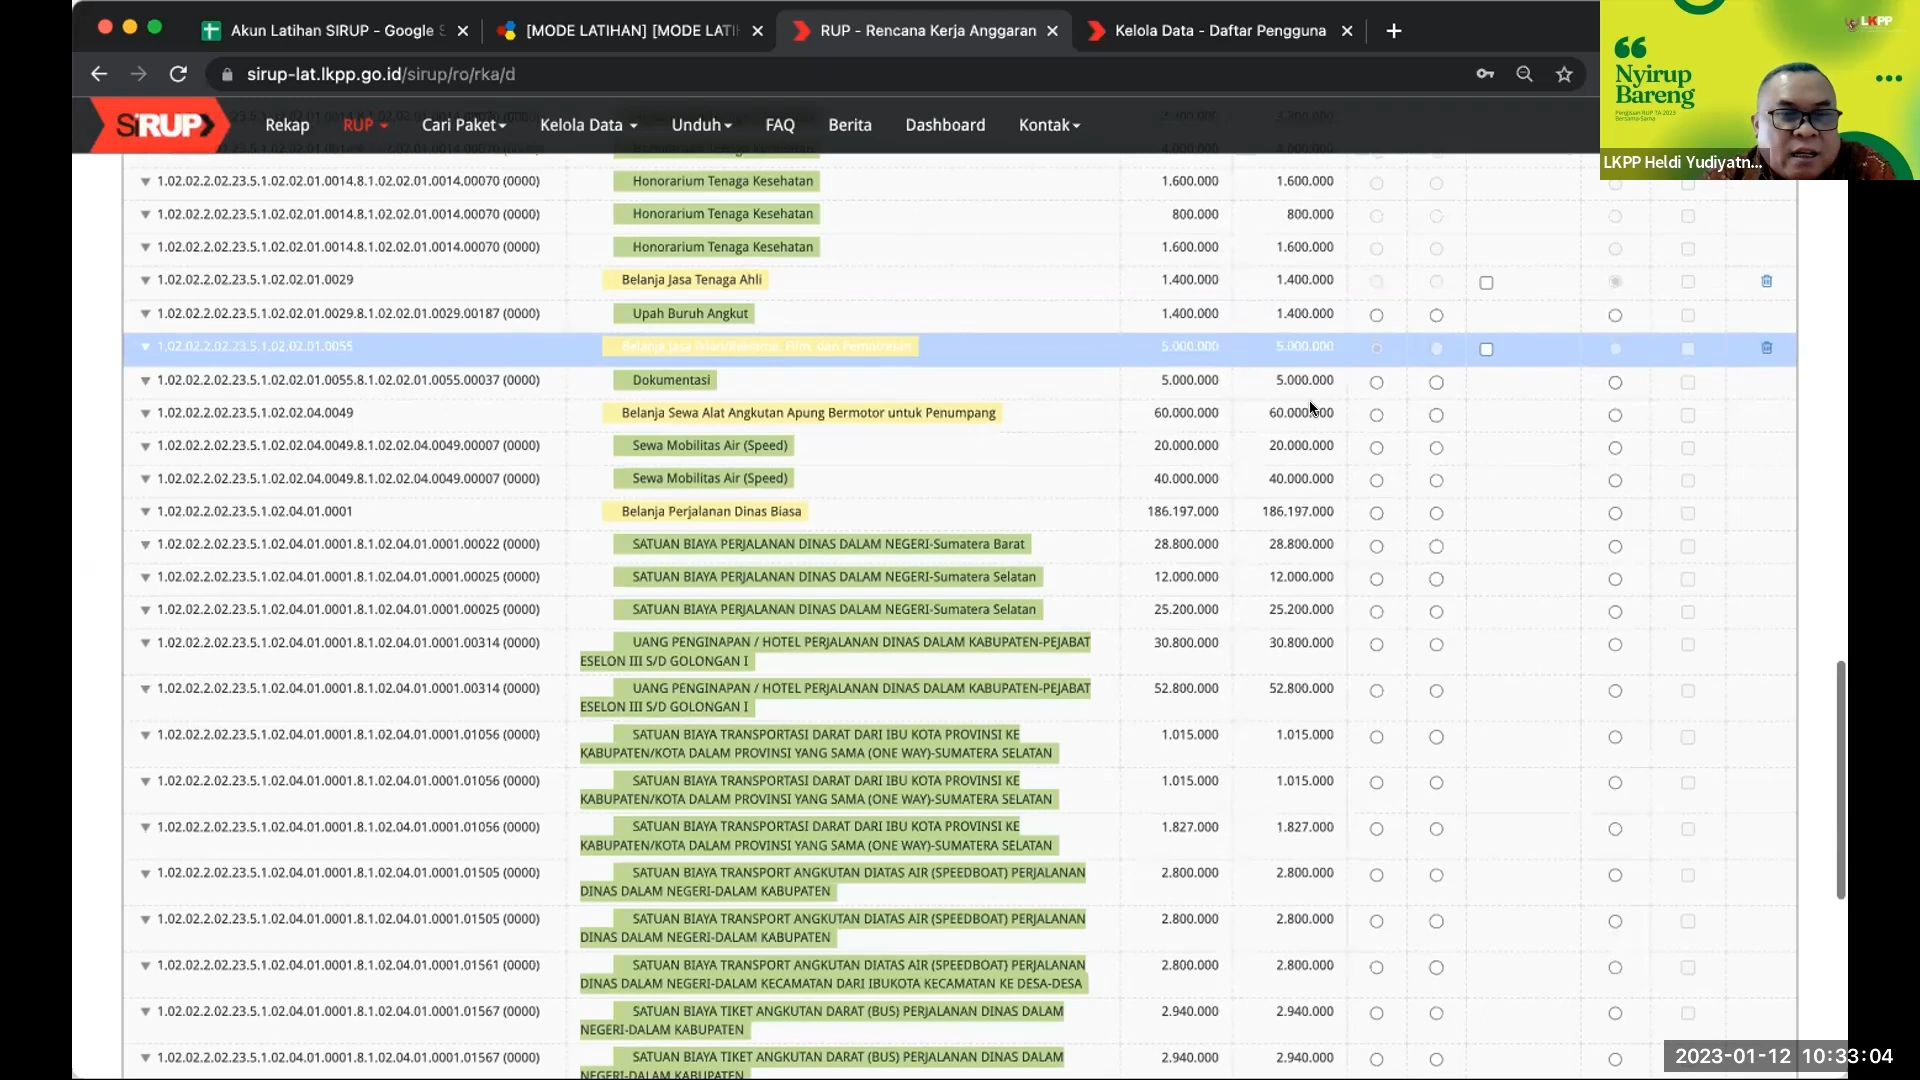 Akun Latihan SIRUP - Google S
[MODE LATIHAN] [MODE LATI
RUP - Rencana Kerja Anggaran
Kelola Data - Daftar Pengguna
sirup-lat.lkpp.go.id/sirup/ro/rka/d
LKPP
Nyirup
Bareng
Pengisian RUP TA 2023
Bersama-Sama
LKPP Heldi Yudiyatn...
SiRUP
Rekap RUP Cari Paket Kelola Data Unduh FAQ Berita Dashboard Kontak
1.02.02.2.02.23.5.1.02.02.01.0014.8.1.02.02.01.0014.00070 (0000) Honorarium Tenaga Kesehatan 1.600.000 1.600.000
1.02.02.2.02.23.5.1.02.02.01.0014.8.1.02.02.01.0014.00070 (0000) Honorarium Tenaga Kesehatan 800.000 800.000
1.02.02.2.02.23.5.1.02.02.01.0014.8.1.02.02.01.0014.00070 (0000) Honorarium Tenaga Kesehatan 1.600.000 1.600.000
1.02.02.2.02.23.5.1.02.02.01.0029 Belanja Jasa Tenaga Ahli 1.400.000 1.400.000
1.02.02.2.02.23.5.1.02.02.01.0029.8.1.02.02.01.0029.00187 (0000) Upah Buruh Angkut 1.400.000 1.400.000
1.02.02.2.02.23.5.1.02.02.01.0055 Belanja Jasa Iklan/Reklame, Film, dan Pemotretan 5.000.000 5.000.000
1.02.02.2.02.23.5.1.02.02.01.0055.8.1.02.02.01.0055.00037 (0000) Dokumentasi 5.000.000 5.000.000
1.02.02.2.02.23.5.1.02.02.04.0049 Belanja Sewa Alat Angkutan Apung Bermotor untuk Penumpang 60.000.000 60.000.000
1.02.02.2.02.23.5.1.02.02.04.0049.8.1.02.02.04.0049.00007 (0000) Sewa Mobilitas Air (Speed) 20.000.000 20.000.000
1.02.02.2.02.23.5.1.02.02.04.0049.8.1.02.02.04.0049.00007 (0000) Sewa Mobilitas Air (Speed) 40.000.000 40.000.000
1.02.02.2.02.23.5.1.02.04.01.0001 Belanja Perjalanan Dinas Biasa 186.197.000 186.197.000
1.02.02.2.02.23.5.1.02.04.01.0001.8.1.02.04.01.0001.00022 (0000) SATUAN BIAYA PERJALANAN DINAS DALAM NEGERI-Sumatera Barat 28.800.000 28.800.000
1.02.02.2.02.23.5.1.02.04.01.0001.8.1.02.04.01.0001.00025 (0000) SATUAN BIAYA PERJALANAN DINAS DALAM NEGERI-Sumatera Selatan 12.000.000 12.000.000
1.02.02.2.02.23.5.1.02.04.01.0001.8.1.02.04.01.0001.00025 (0000) SATUAN BIAYA PERJALANAN DINAS DALAM NEGERI-Sumatera Selatan 25.200.000 25.200.000
1.02.02.2.02.23.5.1.02.04.01.0001.8.1.02.04.01.0001.00314 (0000) UANG PENGINAPAN / HOTEL PERJALANAN DINAS DALAM KABUPATEN-PEJABAT 30.800.000 30.800.000
ESELON III S/D GOLONGAN I
1.02.02.2.02.23.5.1.02.04.01.0001.8.1.02.04.01.0001.00314 (0000) UANG PENGINAPAN / HOTEL PERJALANAN DINAS DALAM KABUPATEN-PEJABAT 52.800.000 52.800.000
ESELON III S/D GOLONGAN I
1.02.02.2.02.23.5.1.02.04.01.0001.8.1.02.04.01.0001.01056 (0000) SATUAN BIAYA TRANSPORTASI DARAT DARI IBU KOTA PROVINSI KE 1.015.000 1.015.000
KABUPATEN/KOTA DALAM PROVINSI YANG SAMA (ONE WAY)-SUMATERA SELATAN
1.02.02.2.02.23.5.1.02.04.01.0001.8.1.02.04.01.0001.01056 (0000) SATUAN BIAYA TRANSPORTASI DARAT DARI IBU KOTA PROVINSI KE 1.015.000 1.015.000
KABUPATEN/KOTA DALAM PROVINSI YANG SAMA (ONE WAY)-SUMATERA SELATAN
1.02.02.2.02.23.5.1.02.04.01.0001.8.1.02.04.01.0001.01056 (0000) SATUAN BIAYA TRANSPORTASI DARAT DARI IBU KOTA PROVINSI KE 1.827.000 1.827.000
KABUPATEN/KOTA DALAM PROVINSI YANG SAMA (ONE WAY)-SUMATERA SELATAN
1.02.02.2.02.23.5.1.02.04.01.0001.8.1.02.04.01.0001.01505 (0000) SATUAN BIAYA TRANSPORT ANGKUTAN DIATAS AIR (SPEEDBOAT) PERJALANAN 2.800.000 2.800.000
DINAS DALAM NEGERI-DALAM KABUPATEN
1.02.02.2.02.23.5.1.02.04.01.0001.8.1.02.04.01.0001.01505 (0000) SATUAN BIAYA TRANSPORT ANGKUTAN DIATAS AIR (SPEEDBOAT) PERJALANAN 2.800.000 2.800.000
DINAS DALAM NEGERI-DALAM KABUPATEN
1.02.02.2.02.23.5.1.02.04.01.0001.8.1.02.04.01.0001.01561 (0000) SATUAN BIAYA TRANSPORT ANGKUTAN DIATAS AIR (SPEEDBOAT) PERJALANAN 2.800.000 2.800.000
DINAS DALAM NEGERI-DALAM KECAMATAN DARI IBUKOTA KECAMATAN KE DESA-DESA
1.02.02.2.02.23.5.1.02.04.01.0001.8.1.02.04.01.0001.01567 (0000) SATUAN BIAYA TIKET ANGKUTAN DARAT (BUS) PERJALANAN DINAS DALAM 2.940.000 2.940.000
NEGERI-DALAM KABUPATEN
1.02.02.2.02.23.5.1.02.04.01.0001.8.1.02.04.01.0001.01567 (0000) SATUAN BIAYA TIKET ANGKUTAN DARAT (BUS) PERJALANAN DINAS DALAM 2.940.000 2.940.000
NEGERI-DALAM KABUPATEN
2023-01-12 10:33:04